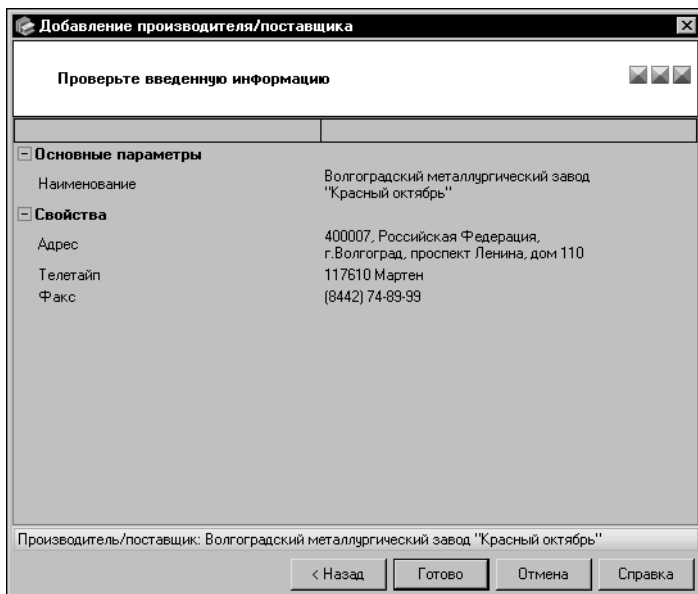 Добавление производителя/поставщика
Проверьте введенную информацию
Основные параметры
Наименование
Волгоградский металлургический завод
"Красный октябрь"
Свойства
Адрес
400007, Российская Федерация,
г.Волгоград, проспект Ленина, дом 110
Телетайп
117610 Мартен
Факс
(8442) 74-89-99
Производитель/поставщик: Волгоградский металлургический завод "Красный октябрь"
< Назад
Готово
Отмена
Справка